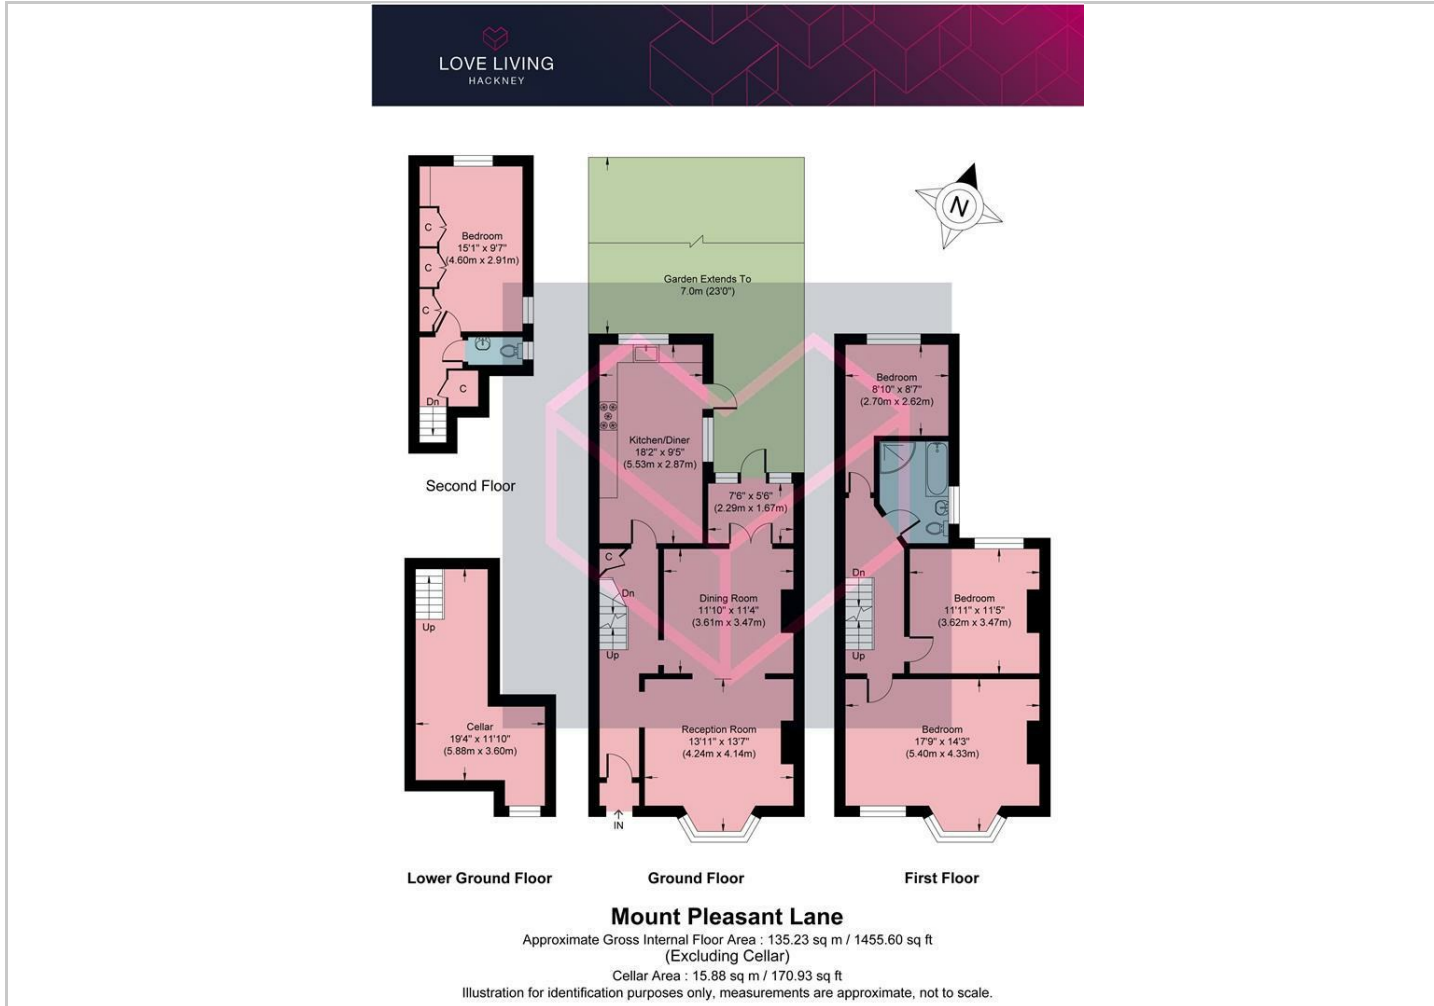 LOVE LIVING
HACKNEY
N
C
C
C
Bedroom
15'1" x 9'7"
(4.60m x 2.91m)
C
Dn
Second Floor
Garden Extends To
7.0m (23'0")
Kitchen/Diner
18'2" x 9'5"
(5.53m x 2.87m)
7'6" x 5'6"
(2.29m x 1.67m)
C
Dn
Up
Dining Room
11'10" x 11'4"
(3.61m x 3.47m)
Reception Room
13'11" x 13'7"
(4.24m x 4.14m)
IN
Bedroom
8'10" x 8'7"
(2.70m x 2.62m)
Dn
Up
Bedroom
11'11" x 11'5"
(3.62m x 3.47m)
Bedroom
17'9" x 14'3"
(5.40m x 4.33m)
Up
Cellar
19'4" x 11'10"
(5.88m x 3.60m)
Lower Ground Floor
Ground Floor
First Floor
Mount Pleasant Lane
Approximate Gross Internal Floor Area : 135.23 sq m / 1455.60 sq ft
(Excluding Cellar)
Cellar Area : 15.88 sq m / 170.93 sq ft
Illustration for identification purposes only, measurements are approximate, not to scale.